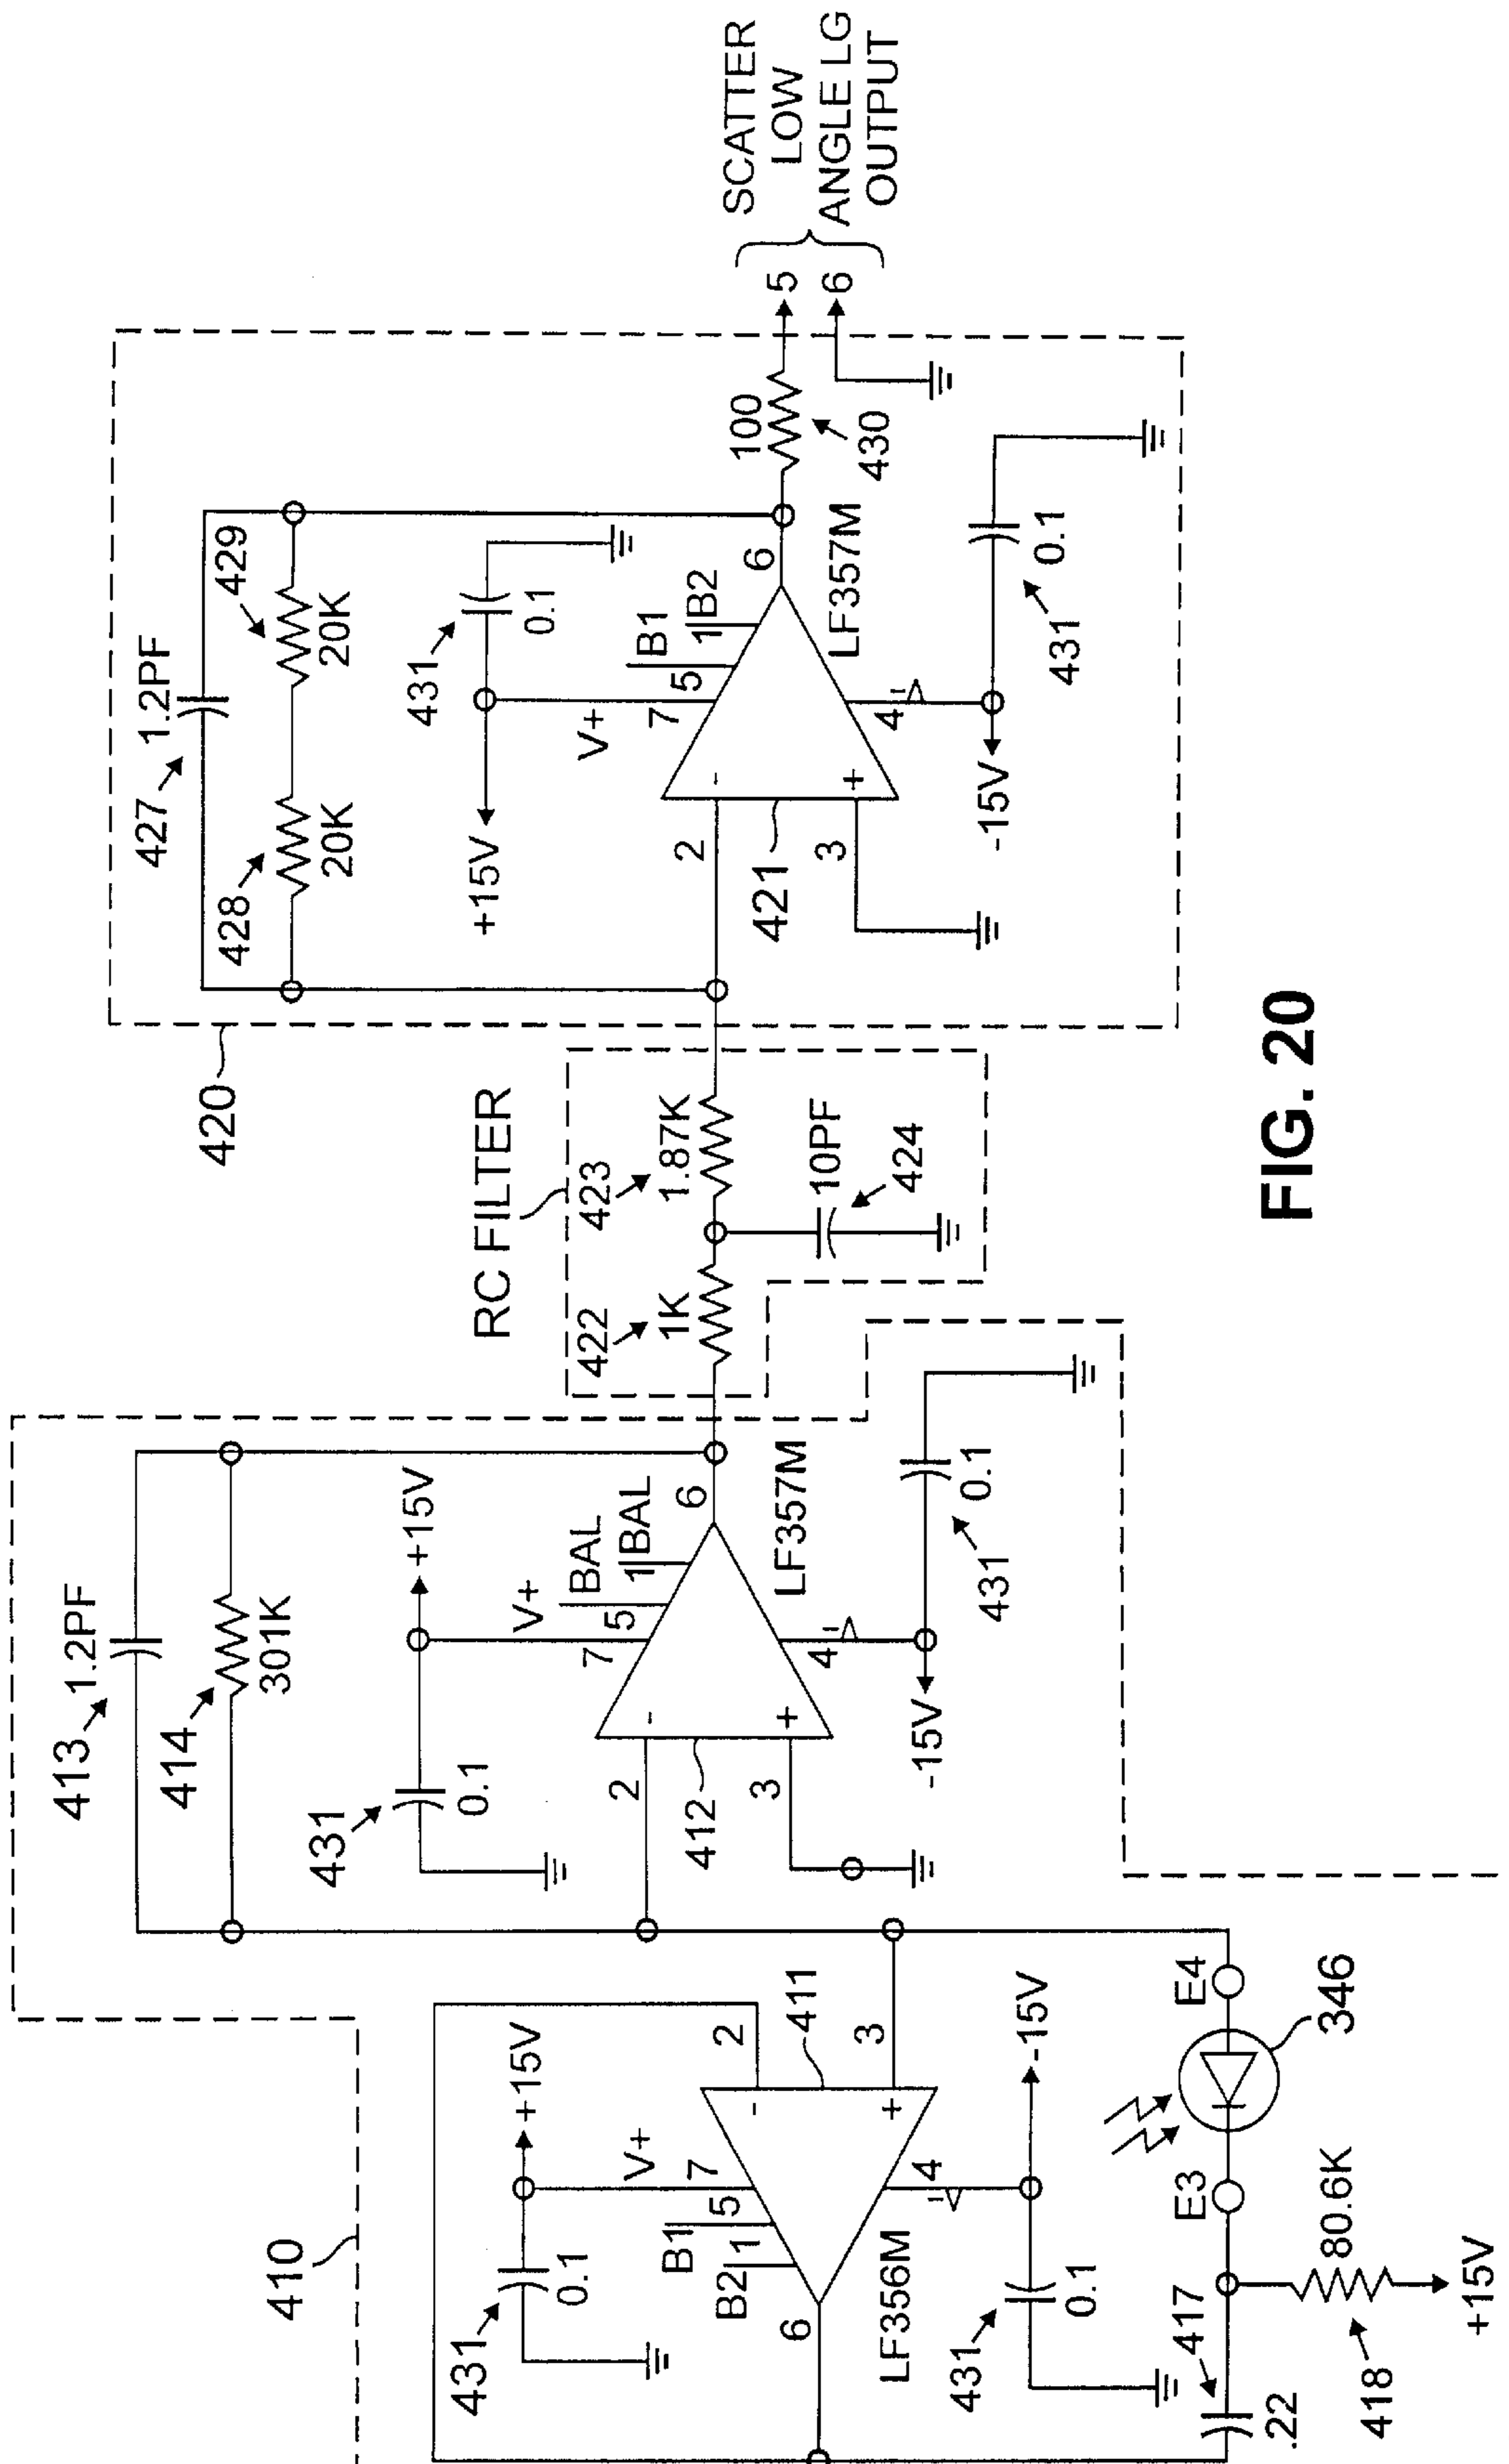 410
431
0.1
+15V
V+
7
B1
5
B2
1
-
2
411
+
3
6
LF356M
4
-15V
431
0.1
417
.22
E3
E4
346
80.6K
418
+15V
413
1.2PF
414
301K
431
0.1
+15V
V+
7
BAL
5
BAL
1
2
-
412
3
+
6
LF357M
4
-15V
431
0.1
RC FILTER
422
1K
423
1.87K
10PF
424
420
427
1.2PF
428
20K
429
20K
+15V
431
0.1
V+
7
B1
5
B2
1
2
-
421
3
+
6
LF357M
4
-15V
431
0.1
100
430
5
6
SCATTER
LOW
ANGLE LG
OUTPUT
FIG. 20